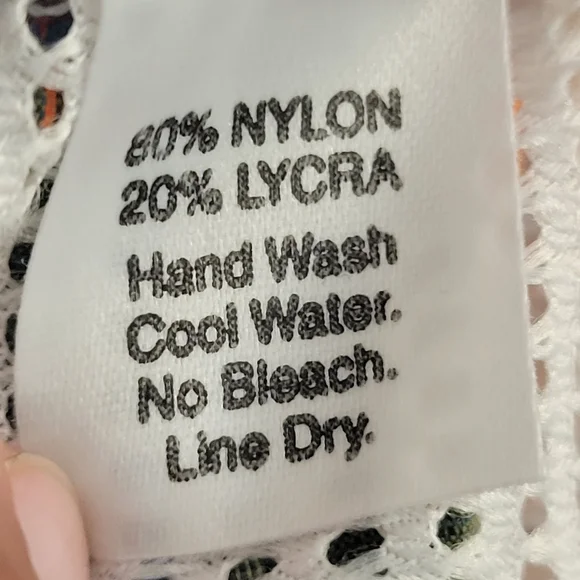 80% NYLON
20% LYCRA
Hand Wash
Cool Water.
No Bleach.
Line Dry.